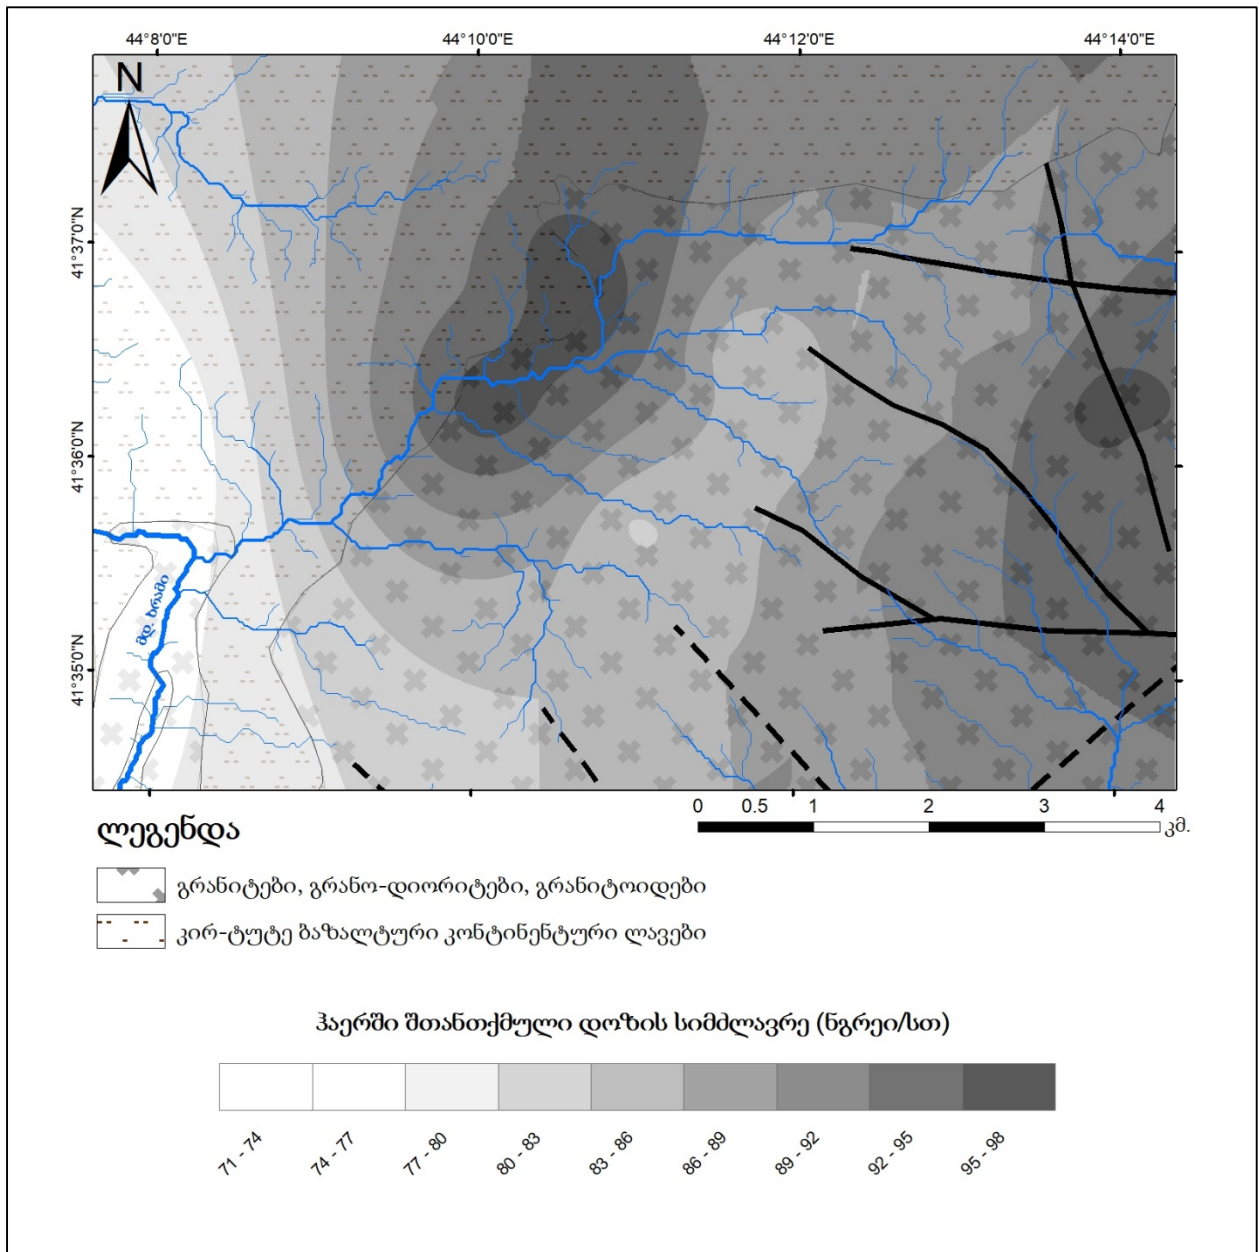 44°8'0"E 44°10'0"E 44°12'0"E 44°14'0"E
N
41°37'0"N
41°36'0"N
41°35'0"N
მდ. ხრამი
0 0.5 1 2 3 4
კმ.
ლეგენდა
გრანიტები, გრანო-დიორიტები, გრანიტოიდები
კირ-ტუტე ბაზალტური კონტინენტური ლავები
ჰაერში შთანთქმული დოზის სიმძლავრე (ნგრეი/სთ)
71 - 74 74 - 77 77 - 80 80 - 83 83 - 86 86 - 89 89 - 92 92 - 95 95 - 98